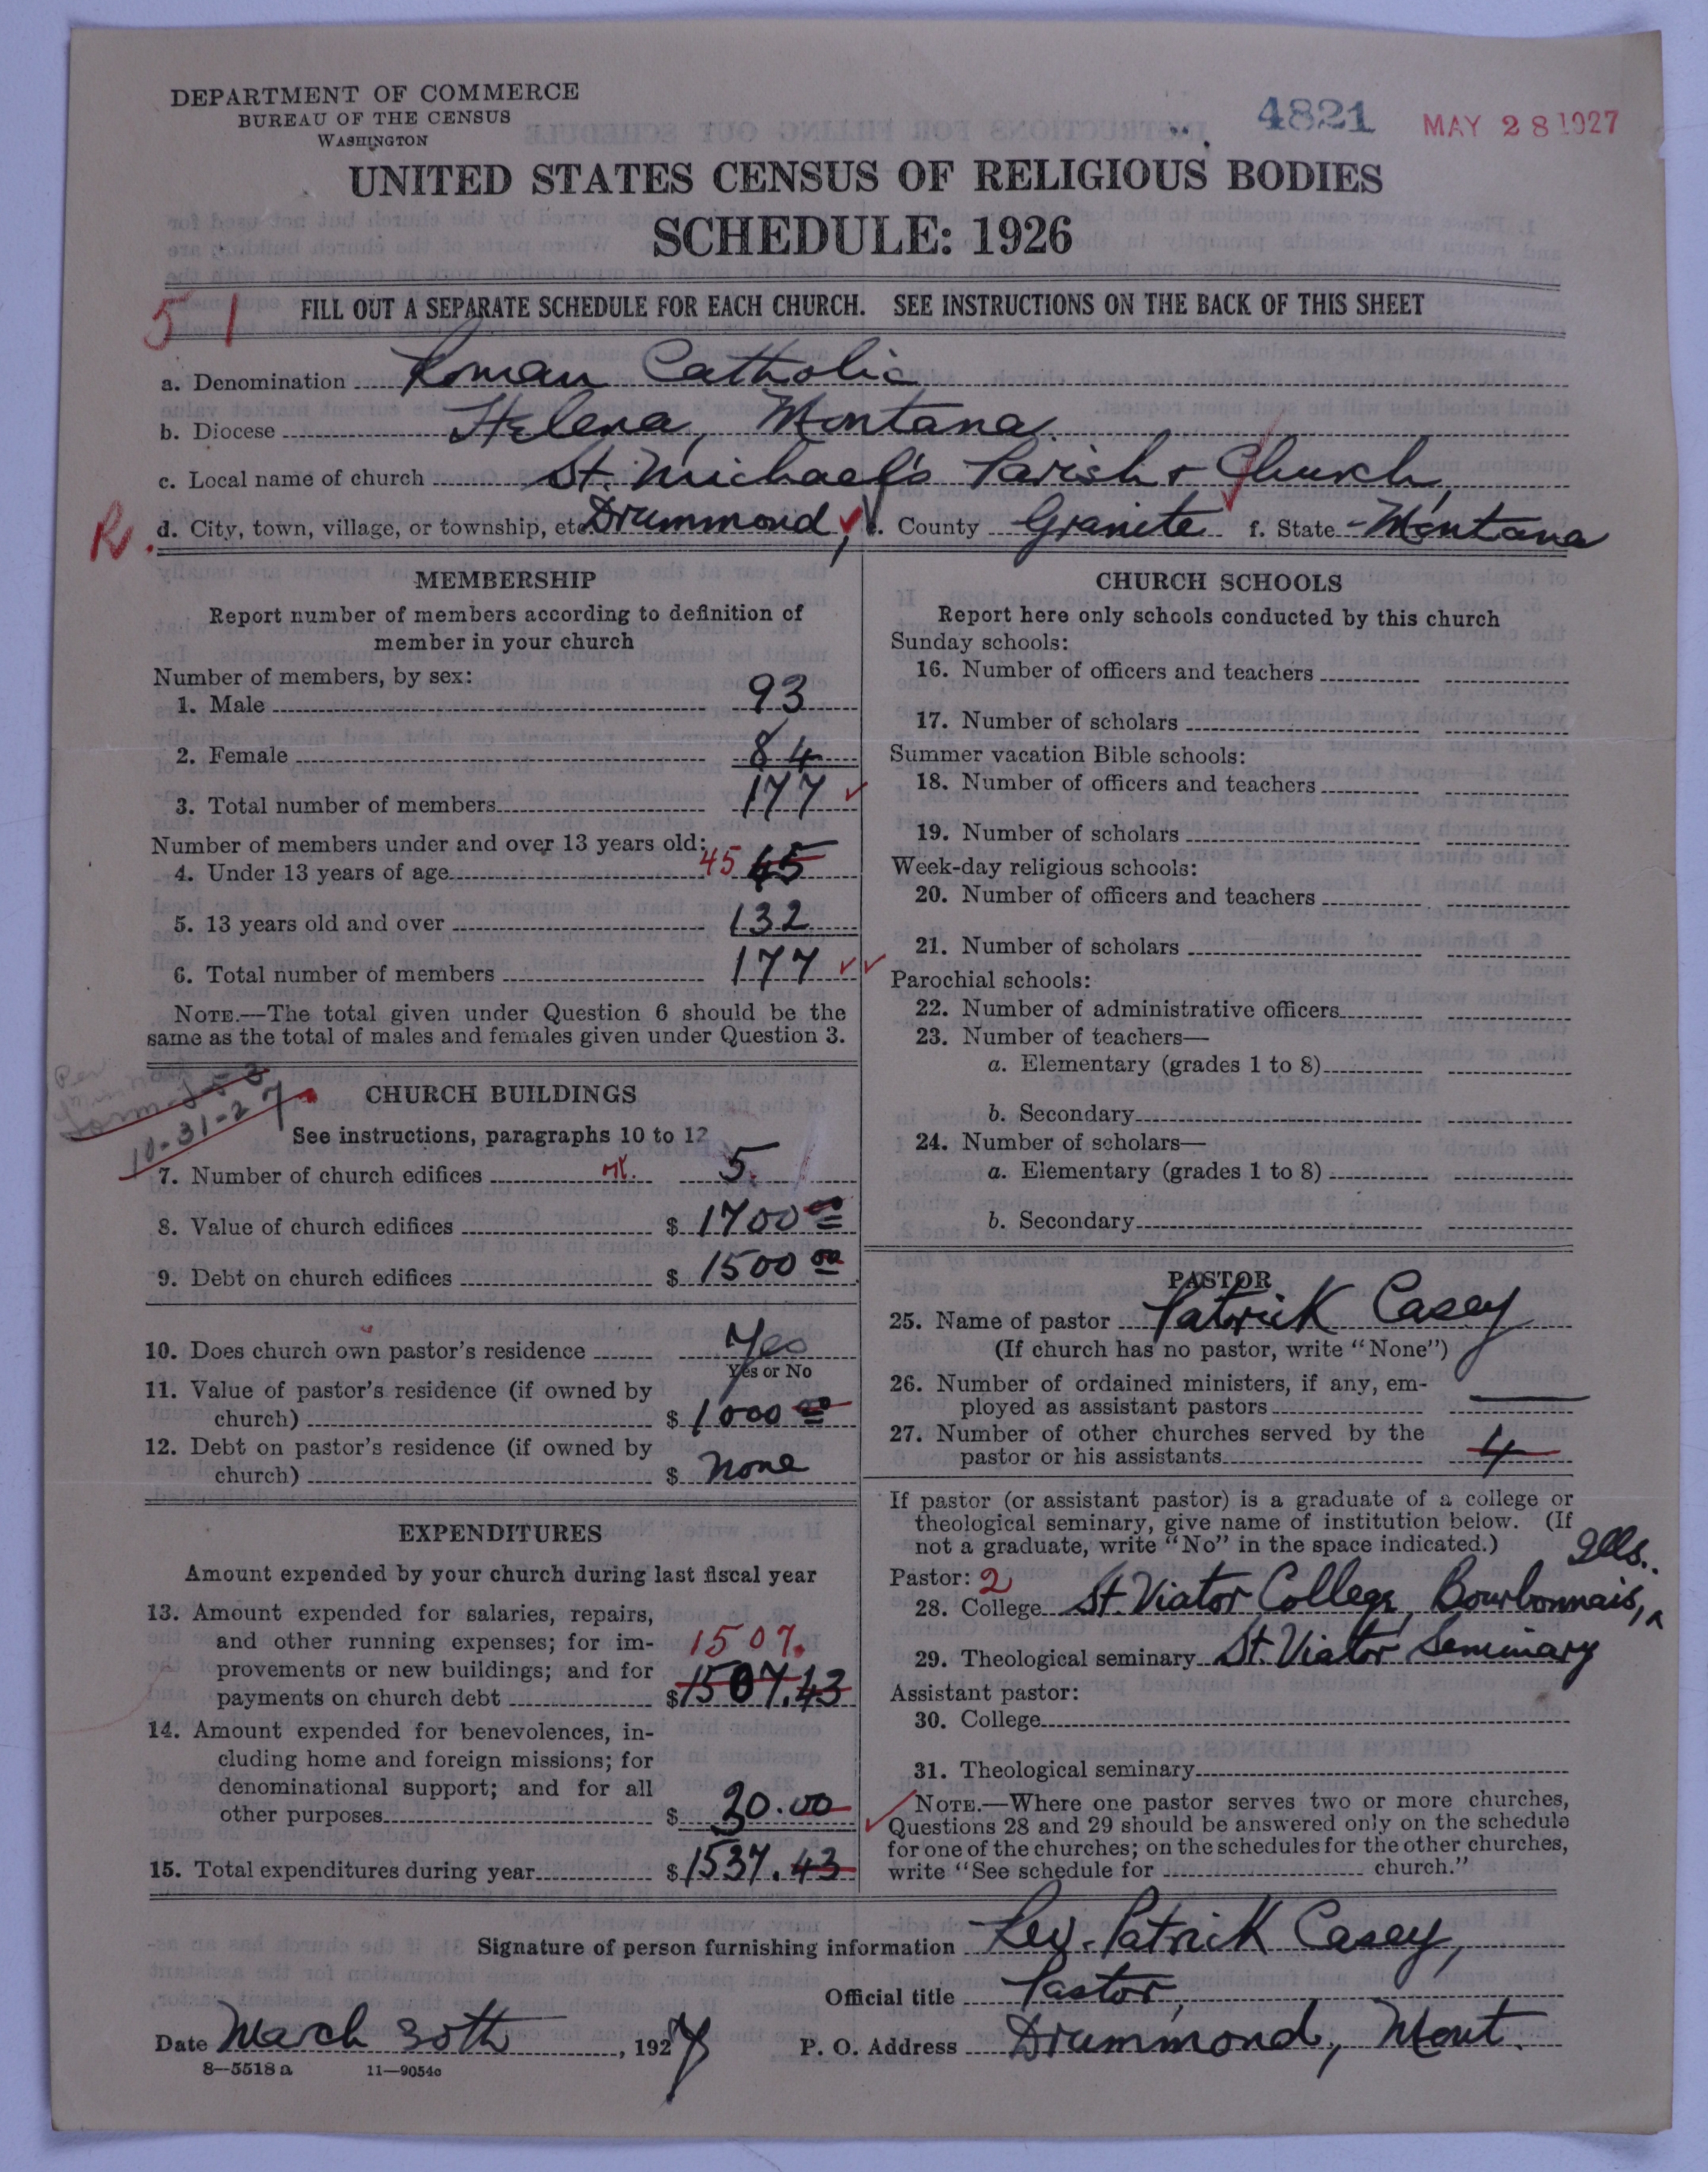 DEPARTMENT OF COMMERCE
BUREAU OF THE CENSUS
WASHINGTON
4821
MAY 28 1927
UNITED STATES CENSUS OF RELIGIOUS BODIES
SCHEDULE: 1926
51
FILL OUT A SEPARATE SCHEDULE FOR EACH CHURCH. SEE INSTRUCTIONS ON THE BACK OF THIS SHEET
a. Denomination Roman Catholic
b. Diocese Helena, Montana.
c. Local name of church St. Michael's Parish + Church,
R. d. City, town, village, or township, etc. Drummond, e. County Granite f. State Montana
MEMBERSHIP
Report number of members according to definition of
member in your church
Number of members, by sex:
1. Male 93
2. Female 84
3. Total number of members 177
Number of members under and over 13 years old:
4. Under 13 years of age 45 45
5. 13 years old and over 132
6. Total number of members 177
NOTE.—The total given under Question 6 should be the
same as the total of males and females given under Question 3.
10-31-27
CHURCH BUILDINGS
See instructions, paragraphs 10 to 12
7. Number of church edifices 5.
8. Value of church edifices $ 1700 00
9. Debt on church edifices $ 1500 00
10. Does church own pastor's residence Yes
Yes or No
11. Value of pastor's residence (if owned by
church) $ 1000 00
12. Debt on pastor's residence (if owned by
church) $ none
EXPENDITURES
Amount expended by your church during last fiscal year
13. Amount expended for salaries, repairs,
and other running expenses; for im-
1507.
provements or new buildings; and for
payments on church debt $ 1507.43
14. Amount expended for benevolences, in-
cluding home and foreign missions; for
denominational support; and for all
other purposes $ 30.00
15. Total expenditures during year $ 1537.43
CHURCH SCHOOLS
Report here only schools conducted by this church
Sunday schools:
16. Number of officers and teachers
17. Number of scholars
Summer vacation Bible schools:
18. Number of officers and teachers
19. Number of scholars
Week-day religious schools:
20. Number of officers and teachers
21. Number of scholars
Parochial schools:
22. Number of administrative officers
23. Number of teachers—
a. Elementary (grades 1 to 8)
b. Secondary
24. Number of scholars—
a. Elementary (grades 1 to 8)
b. Secondary
PASTOR
25. Name of pastor Patrick Casey
(If church has no pastor, write "None")
26. Number of ordained ministers, if any, em-
ployed as assistant pastors
27. Number of other churches served by the
pastor or his assistants 4
If pastor (or assistant pastor) is a graduate of a college or
theological seminary, give name of institution below. (If
not a graduate, write "No" in the space indicated.)
Ills.
Pastor: 2
28. College St. Viator College, Bourbonnais,
29. Theological seminary St. Viator Seminary
Assistant pastor:
30. College
31. Theological seminary
NOTE.—Where one pastor serves two or more churches,
Questions 28 and 29 should be answered only on the schedule
for one of the churches; on the schedules for the other churches,
write "See schedule for church."
Signature of person furnishing information Rev. Patrick Casey,
Official title Pastor,
Date March 30th, 1927 P. O. Address Drummond, Mont.
8—5518 a 11—9054c